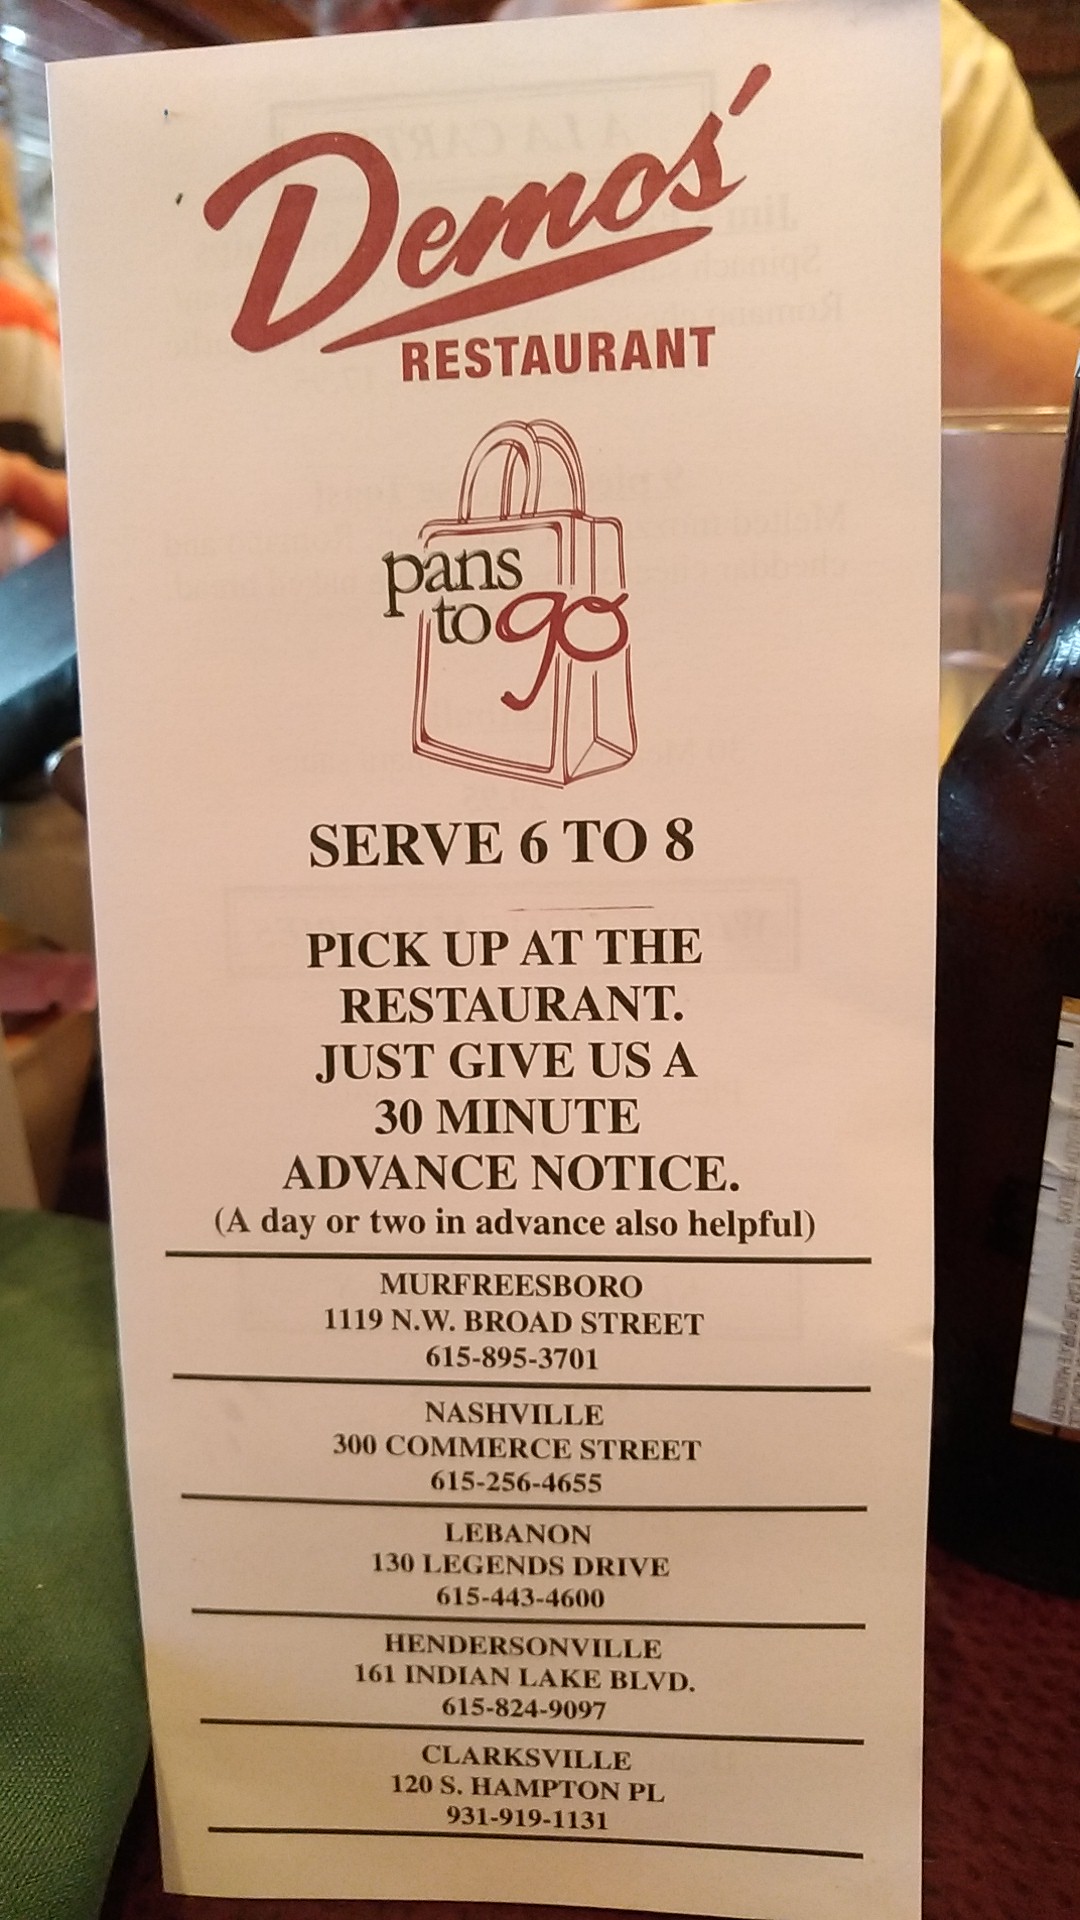 Demos'
RESTAURANT
pans
to go
SERVE 6 TO 8
PICK UP AT THE
RESTAURANT.
JUST GIVE US A
30 MINUTE
ADVANCE NOTICE.
(A day or two in advance also helpful)
MURFREESBORO
1119 N.W. BROAD STREET
615-895-3701
NASHVILLE
300 COMMERCE STREET
615-256-4655
LEBANON
130 LEGENDS DRIVE
615-443-4600
HENDERSONVILLE
161 INDIAN LAKE BLVD.
615-824-9097
CLARKSVILLE
120 S. HAMPTON PL
931-919-1131